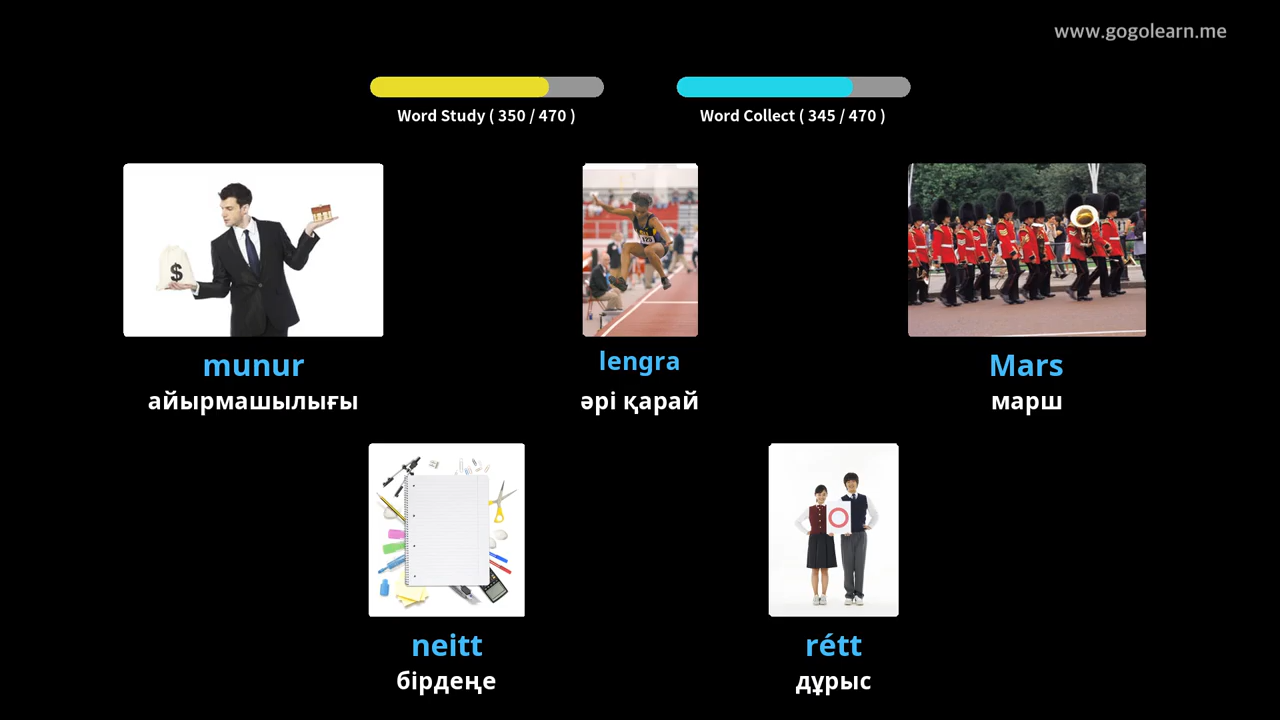 www.gogolearn.me
Word Study ( 350 / 470 )
Word Collect ( 345 / 470 )
$
munur
айырмашылығы
lengra
әрі қарай
Mars
марш
neitt
бірдеңе
rétt
дұрыс